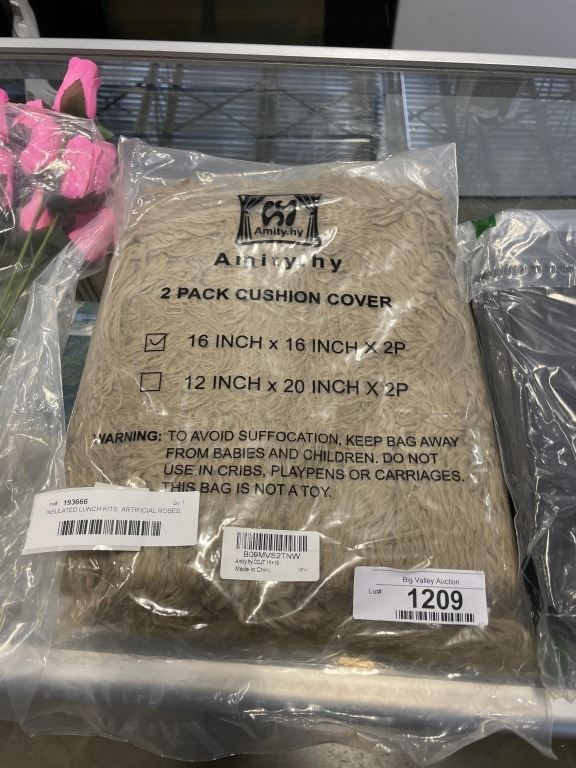 Amity.hy
Amity.hy
2 PACK CUSHION COVER
16 INCH x 16 INCH X 2P
12 INCH x 20 INCH X 2P
WARNING: TO AVOID SUFFOCATION, KEEP BAG AWAY
FROM BABIES AND CHILDREN. DO NOT
USE IN CRIBS, PLAYPENS OR CARRIAGES.
THIS BAG IS NOT A TOY.
193666
INSULATED LUNCH KITS, ARTIFICIAL ROSES.
B09MVS2TNW
Made in China
NEW
Big Valley Auction
Lot#: 1209